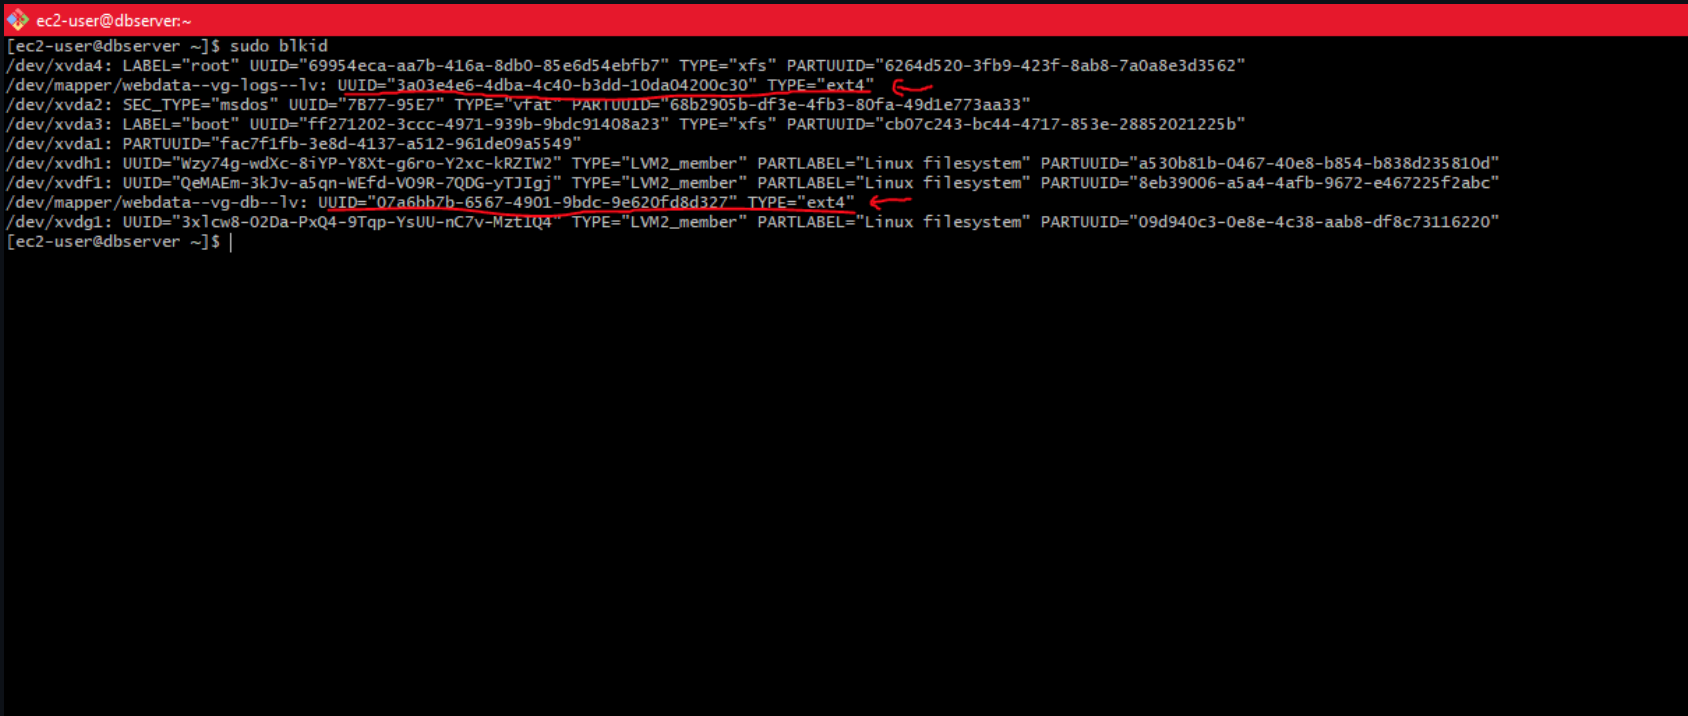 ec2-user@dbserver:~
[ec2-user@dbserver ~]$ sudo blkid
/dev/xvda4: LABEL="root" UUID="69954eca-aa7b-416a-8db0-85e6d54ebfb7" TYPE="xfs" PARTUUID="6264d520-3fb9-423f-8ab8-7a0a8e3d3562"
/dev/mapper/webdata--vg-logs--lv: UUID="3a03e4e6-4dba-4c40-b3dd-10da04200c30" TYPE="ext4"
/dev/xvda2: SEC_TYPE="msdos" UUID="7B77-95E7" TYPE="vfat" PARTUUID="68b2905b-df3e-4fb3-80fa-49d1e773aa33"
/dev/xvda3: LABEL="boot" UUID="ff271202-3ccc-4971-939b-9bdc91408a23" TYPE="xfs" PARTUUID="cb07c243-bc44-4717-853e-28852021225b"
/dev/xvda1: PARTUUID="fac7f1fb-3e8d-4137-a512-961de09a5549"
/dev/xvdh1: UUID="Wzy74g-wdXc-8iYP-Y8Xt-g6ro-Y2xc-kRZIW2" TYPE="LVM2_member" PARTLABEL="Linux filesystem" PARTUUID="a530b81b-0467-40e8-b854-b838d235810d"
/dev/xvdf1: UUID="QeMAEm-3kJv-a5qn-WEfd-VO9R-7QDG-yTJIgj" TYPE="LVM2_member" PARTLABEL="Linux filesystem" PARTUUID="8eb39006-a5a4-4afb-9672-e467225f2abc"
/dev/mapper/webdata--vg-db--lv: UUID="07a6bb7b-6567-4901-9bdc-9e620fd8d327" TYPE="ext4"
/dev/xvdg1: UUID="3xlcw8-O2Da-PxQ4-9Tqp-YsUU-nC7v-MztIQ4" TYPE="LVM2_member" PARTLABEL="Linux filesystem" PARTUUID="09d940c3-0e8e-4c38-aab8-df8c73116220"
[ec2-user@dbserver ~]$